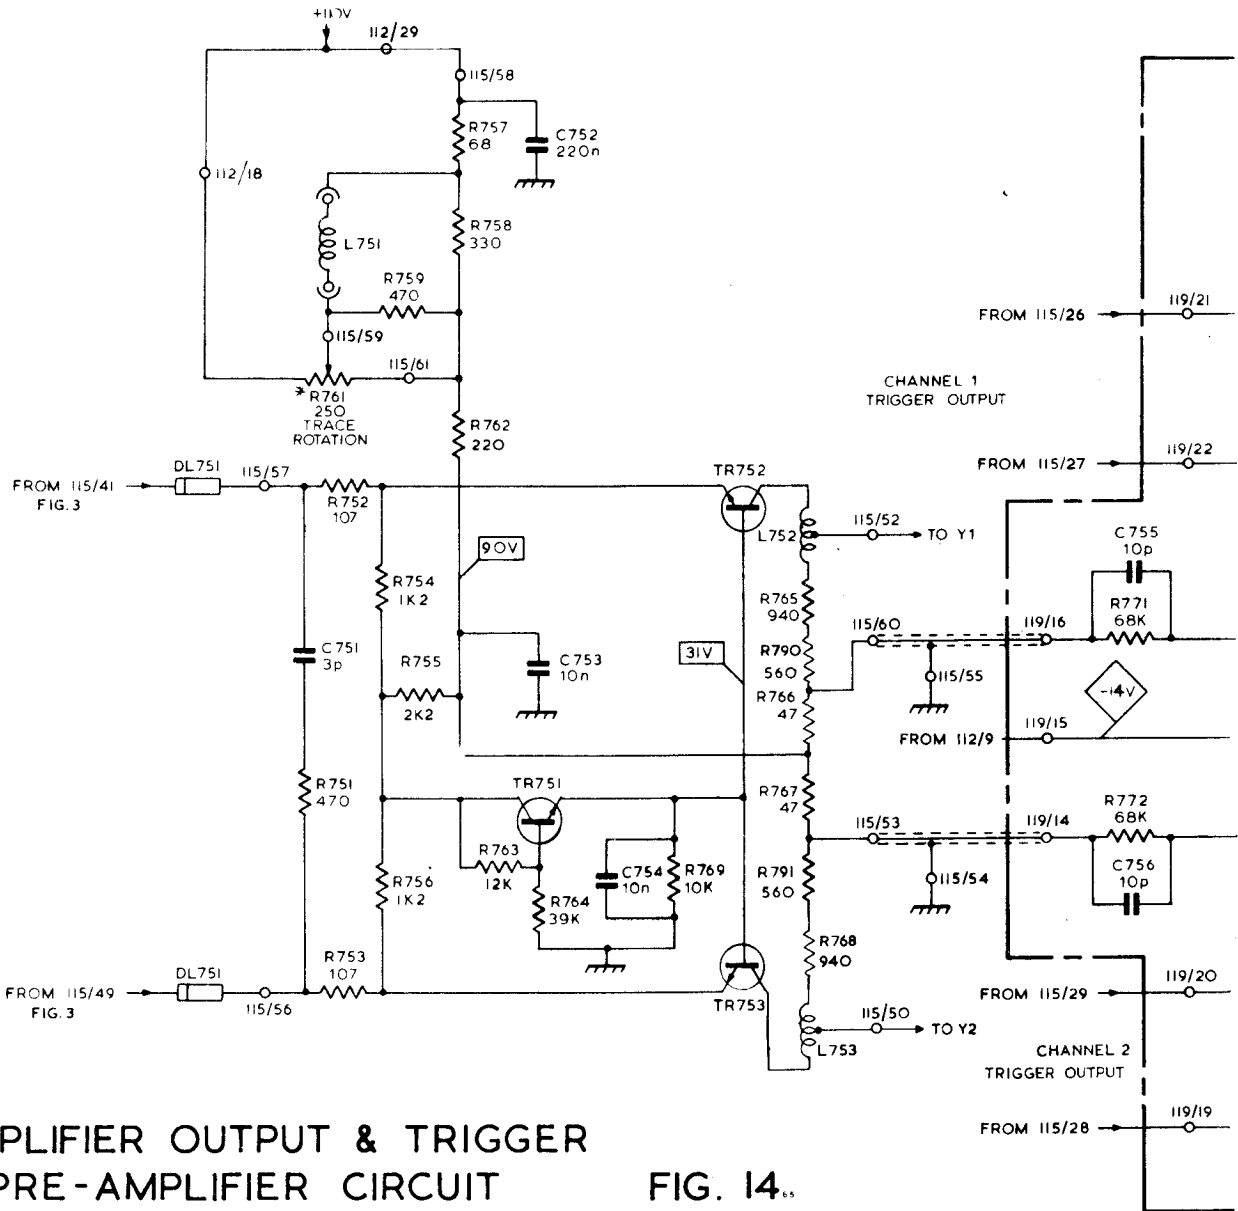 +110V
112/29
115/58
R757
68
C752
220n
112/18
R758
330
L751
R759
470
115/59
115/61
* R761
250
TRACE
ROTATION
R762
220
FROM 115/26
119/21
CHANNEL 1
TRIGGER OUTPUT
FROM 115/27
119/22
FROM 115/41
FIG. 3
DL751
115/57
R752
107
TR752
L752
115/52
TO Y1
C755
10p
90V
R754
1K2
R765
940
115/60
119/16
R771
68K
C751
3p
R755
2K2
C753
10n
31V
R790
560
115/55
-14V
R766
47
FROM 112/9
119/15
R751
470
TR751
R767
47
115/53
119/14
R772
68K
R763
12K
C754
10n
R769
10K
R791
560
115/54
C756
10p
R756
1K2
R764
39K
R768
940
FROM 115/49
FIG. 3
DL751
115/56
R753
107
TR753
L753
115/50
TO Y2
FROM 115/29
119/20
CHANNEL 2
TRIGGER OUTPUT
FROM 115/28
119/19
PLIFIER OUTPUT & TRIGGER
PRE-AMPLIFIER CIRCUIT
FIG. 14